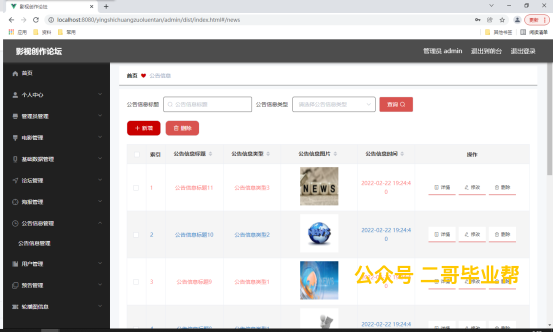 影视创作论坛
localhost:8080/yingshichuangzuoluntan/admin/dist/index.html#/news
更新
应用 资料 常用 其他书签 阅读清单
影视创作论坛 管理员 admin 退出到前台 退出登录
首页
个人中心
管理员管理
电影管理
基础数据管理
论坛管理
海报管理
公告信息管理
公告信息管理
用户管理
预告管理
轮播图信息
首页 公告信息
公告信息标题 公告信息标题 公告信息类型 请选择公告信息类型 查询
+ 新增 删除
索引 公告信息标题 公告信息类型 公告信息图片 公告信息时间 操作
1 公告信息标题11 公告信息类型3 NEWS 2022-02-22 19:24:40 详情 修改 删除
2 公告信息标题10 公告信息类型2 2022-02-22 19:24:40 详情 修改 删除
3 公告信息标题9 公告信息类型1 详情 修改 删除
公众号 二哥毕业帮